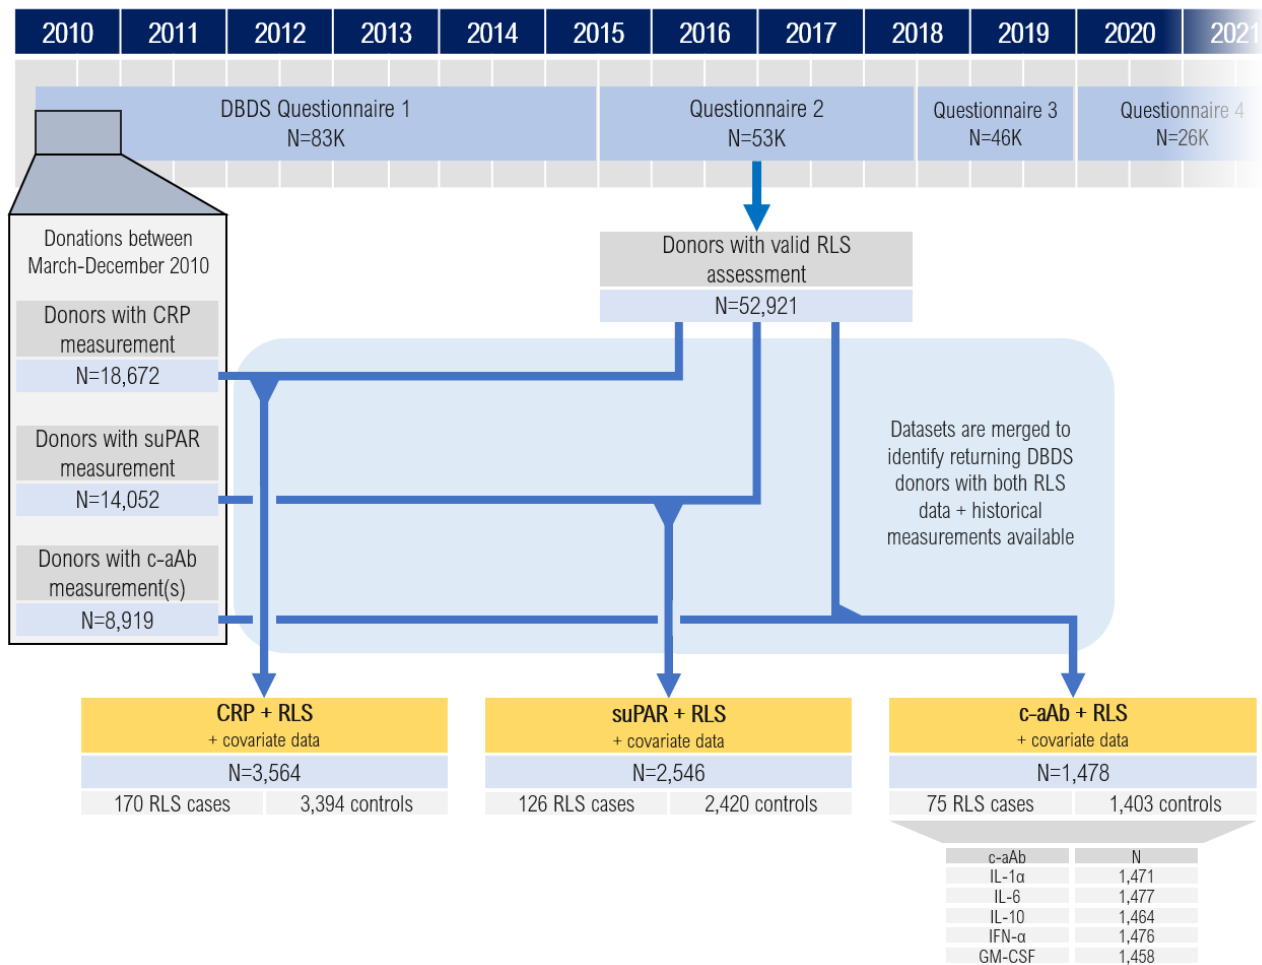 2010 2011 2012 2013 2014 2015 2016 2017 2018 2019 2020 2021
DBDS Questionnaire 1
N=83K
Questionnaire 2
N=53K
Questionnaire 3
N=46K
Questionnaire 4
N=26K
Donations between
March-December 2010
Donors with CRP
measurement
N=18,672
Donors with suPAR
measurement
N=14,052
Donors with c-aAb
measurement(s)
N=8,919
Donors with valid RLS
assessment
N=52,921
Datasets are merged to
identify returning DBDS
donors with both RLS
data + historical
measurements available
CRP + RLS
+ covariate data
N=3,564
170 RLS cases 3,394 controls
suPAR + RLS
+ covariate data
N=2,546
126 RLS cases 2,420 controls
c-aAb + RLS
+ covariate data
N=1,478
75 RLS cases 1,403 controls
c-aAb N
IL-1α 1,471
IL-6 1,477
IL-10 1,464
IFN-α 1,476
GM-CSF 1,458